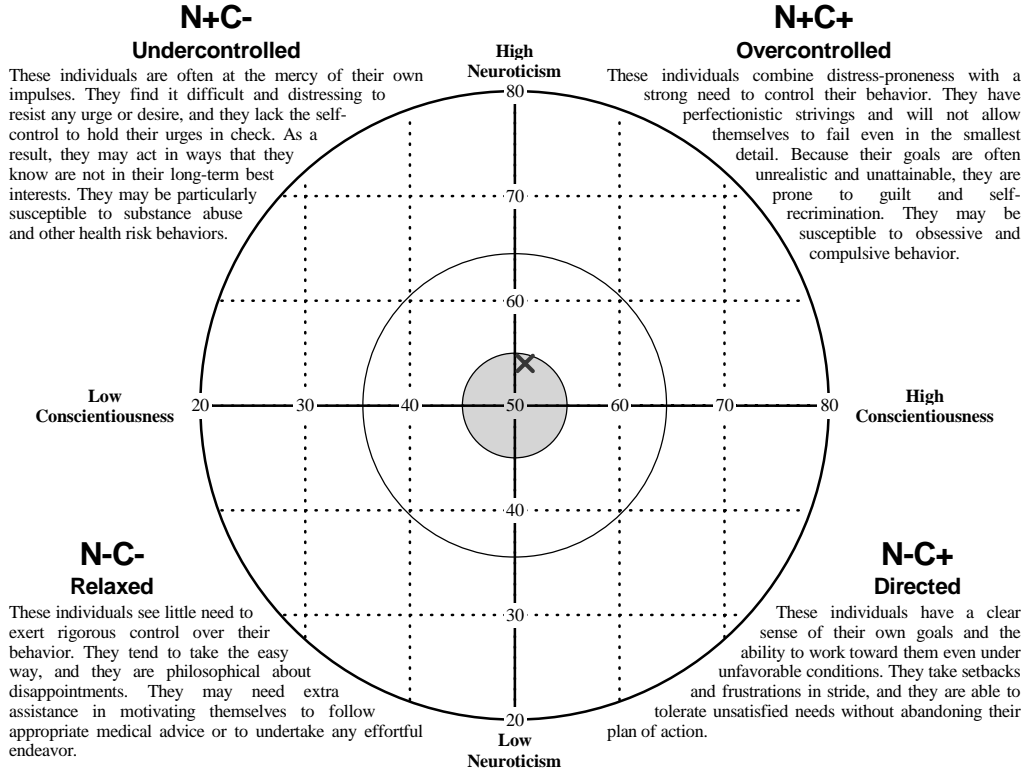 N+C-
Undercontrolled
These individuals are often at the mercy of their own
impulses. They find it difficult and distressing to
resist any urge or desire, and they lack the self-
control to hold their urges in check. As a
result, they may act in ways that they
know are not in their long-term best
interests. They may be particularly
susceptible to substance abuse
and other health risk behaviors.
High
Neuroticism
N+C+
Overcontrolled
These individuals combine distress-proneness with a
strong need to control their behavior. They have
perfectionistic strivings and will not allow
themselves to fail even in the smallest
detail. Because their goals are often
unrealistic and unattainable, they are
prone to guilt and self-
recrimination. They may be
susceptible to obsessive and
compulsive behavior.
80
70
60
Low
Conscientiousness
20 30 40 50 60 70 80
High
Conscientiousness
40
30
20
N-C-
Relaxed
These individuals see little need to
exert rigorous control over their
behavior. They tend to take the easy
way, and they are philosophical about
disappointments. They may need extra
assistance in motivating themselves to follow
appropriate medical advice or to undertake any effortful
endeavor.
Low
Neuroticism
N-C+
Directed
These individuals have a clear
sense of their own goals and the
ability to work toward them even under
unfavorable conditions. They take setbacks
and frustrations in stride, and they are able to
tolerate unsatisfied needs without abandoning their
plan of action.